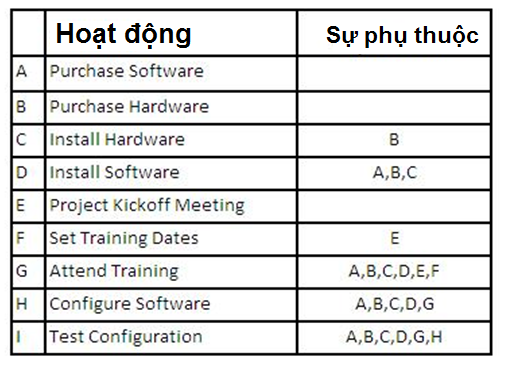 Hoạt động Sự phụ thuộc
A Purchase Software
B Purchase Hardware
C Install Hardware B
D Install Software A,B,C
E Project Kickoff Meeting
F Set Training Dates E
G Attend Training A,B,C,D,E,F
H Configure Software A,B,C,D,G
I Test Configuration A,B,C,D,G,H